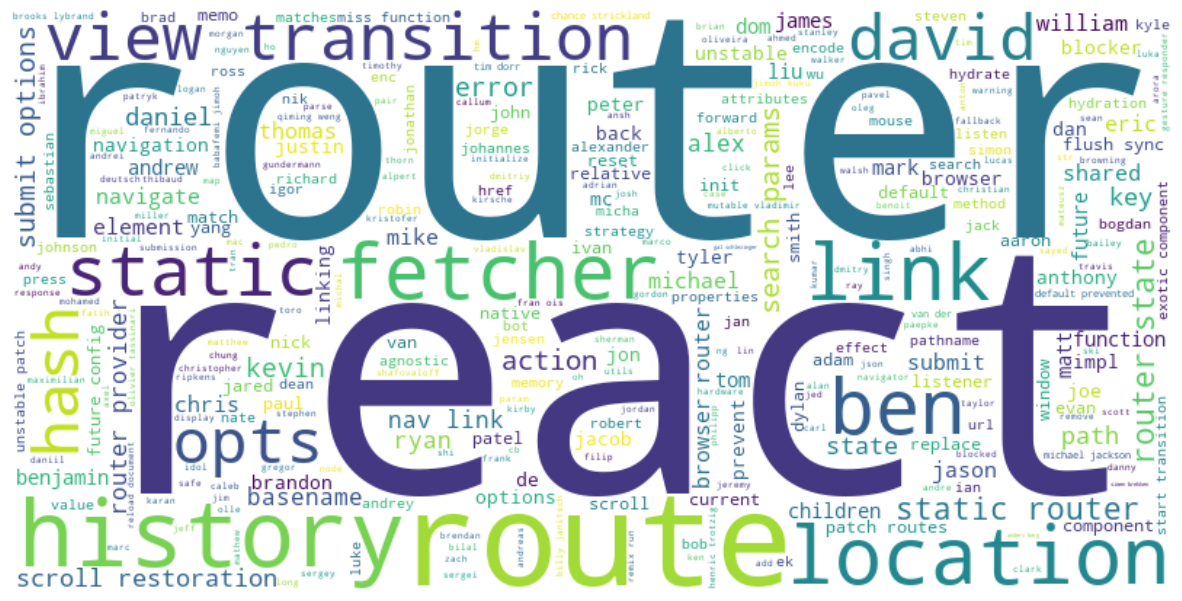 router
react
view transition
david
static
fetcher
link
hash
opts
ben
history
route
location
submit options
brooks lybrand
brad
memo
matches
miss function
chance strickland
dom
james
steven
william
kyle
morgan
nguyen
ross
enc
error
rick
brian
oliveira
unstable
ahmed
stanley
walker
encode
liu
wu
tim
blocker
luka
ibrahim
patryk
logan
nik
timothy
tim dorr
callum
pair
parse
qiming weng
john
peter
attributes
pavel
oleg
hydrate
warning
hydration
arora
gesture responder
daniel
thomas
justin
jonathan
jorge
johannes
initialize
ansh
back
forward
alexander
alex
alberto
mouse
fallback
anton
listen
simon
sean
dan
eric
flush sync
miguel
fernando
navigation
andrei
babafemi jimoh
jimoh kuku
andrew
sebastian
gundermann
thorn
reset
relative
click
init
search params
lee
walsh
mark
search
browser
lucas
str
browning
shared
deutschthibaud
map
richard
alpert
dmitriy
href
adrian
josh
case
mutable
vladimir
default
christian
method
mateusz
key
navigate
igor
kirsche
mc
micha
benoit
jack
future
bogdan
element
yang
match
miller
robin
kristofer
mike
strategy
smith
aaron
sayed
bailey
johnson
initial
submission
mac
pedro
tran
linking
vladislav
ivan
marco
tyler
gal schlezinger
abhi
singh
kumar
dmitry
ray
travis
anthony
default prevented
router state
exotic component
andy
press
response
mohamed
fatih
michal
fran ois
gordon
michael
properties
router provider
olivier tassinari
toro
native
bot
jensen
sherman
jan
van der
paepke
pathname
function
matthew
chung
christopher
ripkens
nick
van
agnostic
shafovaloff
action
jon
utils
oh
ng
lin
browser router
effect
adam
json
submit
ski
matt
impl
unstable patch
maximilian
future config
axel
kevin
jared
dean
param
memory
hardware
tom
alan
navigator
listener
window
joe
evan
chris
nate
paul
stephen
display
nav link
kirby
robert
jordan
philipp
dylan
jed
carl
taylor
url
remove
scott
path
daniil
idol
gregor
ryan
shi
patel
cb
frank
jacob
filip
prevent
state
replace
blocked
michael jackson
danny
benjamin
safe
caleb
node
brandon
de
jeremy
jason
ian
andre
start transition
value
reload document
karan
jim
olle
basename
andrey
options
scroll
current
children
static router
patch routes
component
marc
jeff
mathew
luke
brendan
bilal
zach
sergei
andreas
billy janitsch
bob
ken
remix run
henric trotzig
add
ek
anders berg
clark
scroll restoration
long
sergey